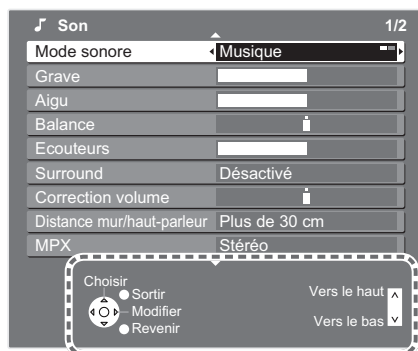 Son 1/2
Mode sonore Musique
Grave
Aigu
Balance
Ecouteurs
Surround Désactivé
Correction volume
Distance mur/haut-parleur Plus de 30 cm
MPX Stéréo
Choisir
Sortir
Modifier
Revenir
Vers le haut
Vers le bas